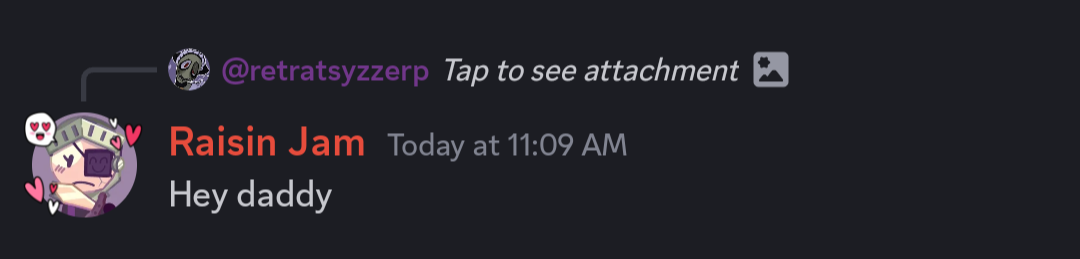 @retratsyzzerp Tap to see attachment
Raisin Jam Today at 11:09 AM
Hey daddy